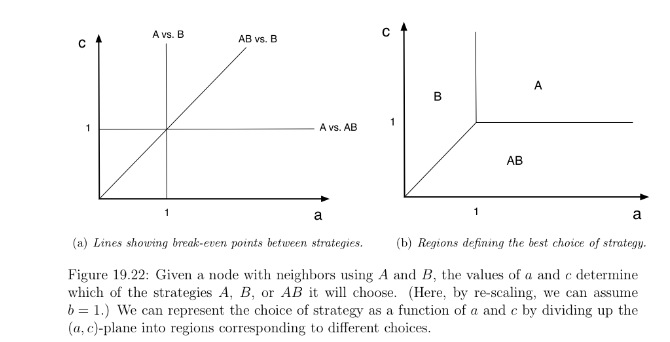 c
A vs. B
AB vs. B
1
A vs. AB
1
a
c
B
A
1
AB
1
a
(a) Lines showing break-even points between strategies.
(b) Regions defining the best choice of strategy.
Figure 19.22: Given a node with neighbors using A and B, the values of a and c determine
which of the strategies A, B, or AB it will choose. (Here, by re-scaling, we can assume
b = 1.) We can represent the choice of strategy as a function of a and c by dividing up the
(a, c)-plane into regions corresponding to different choices.